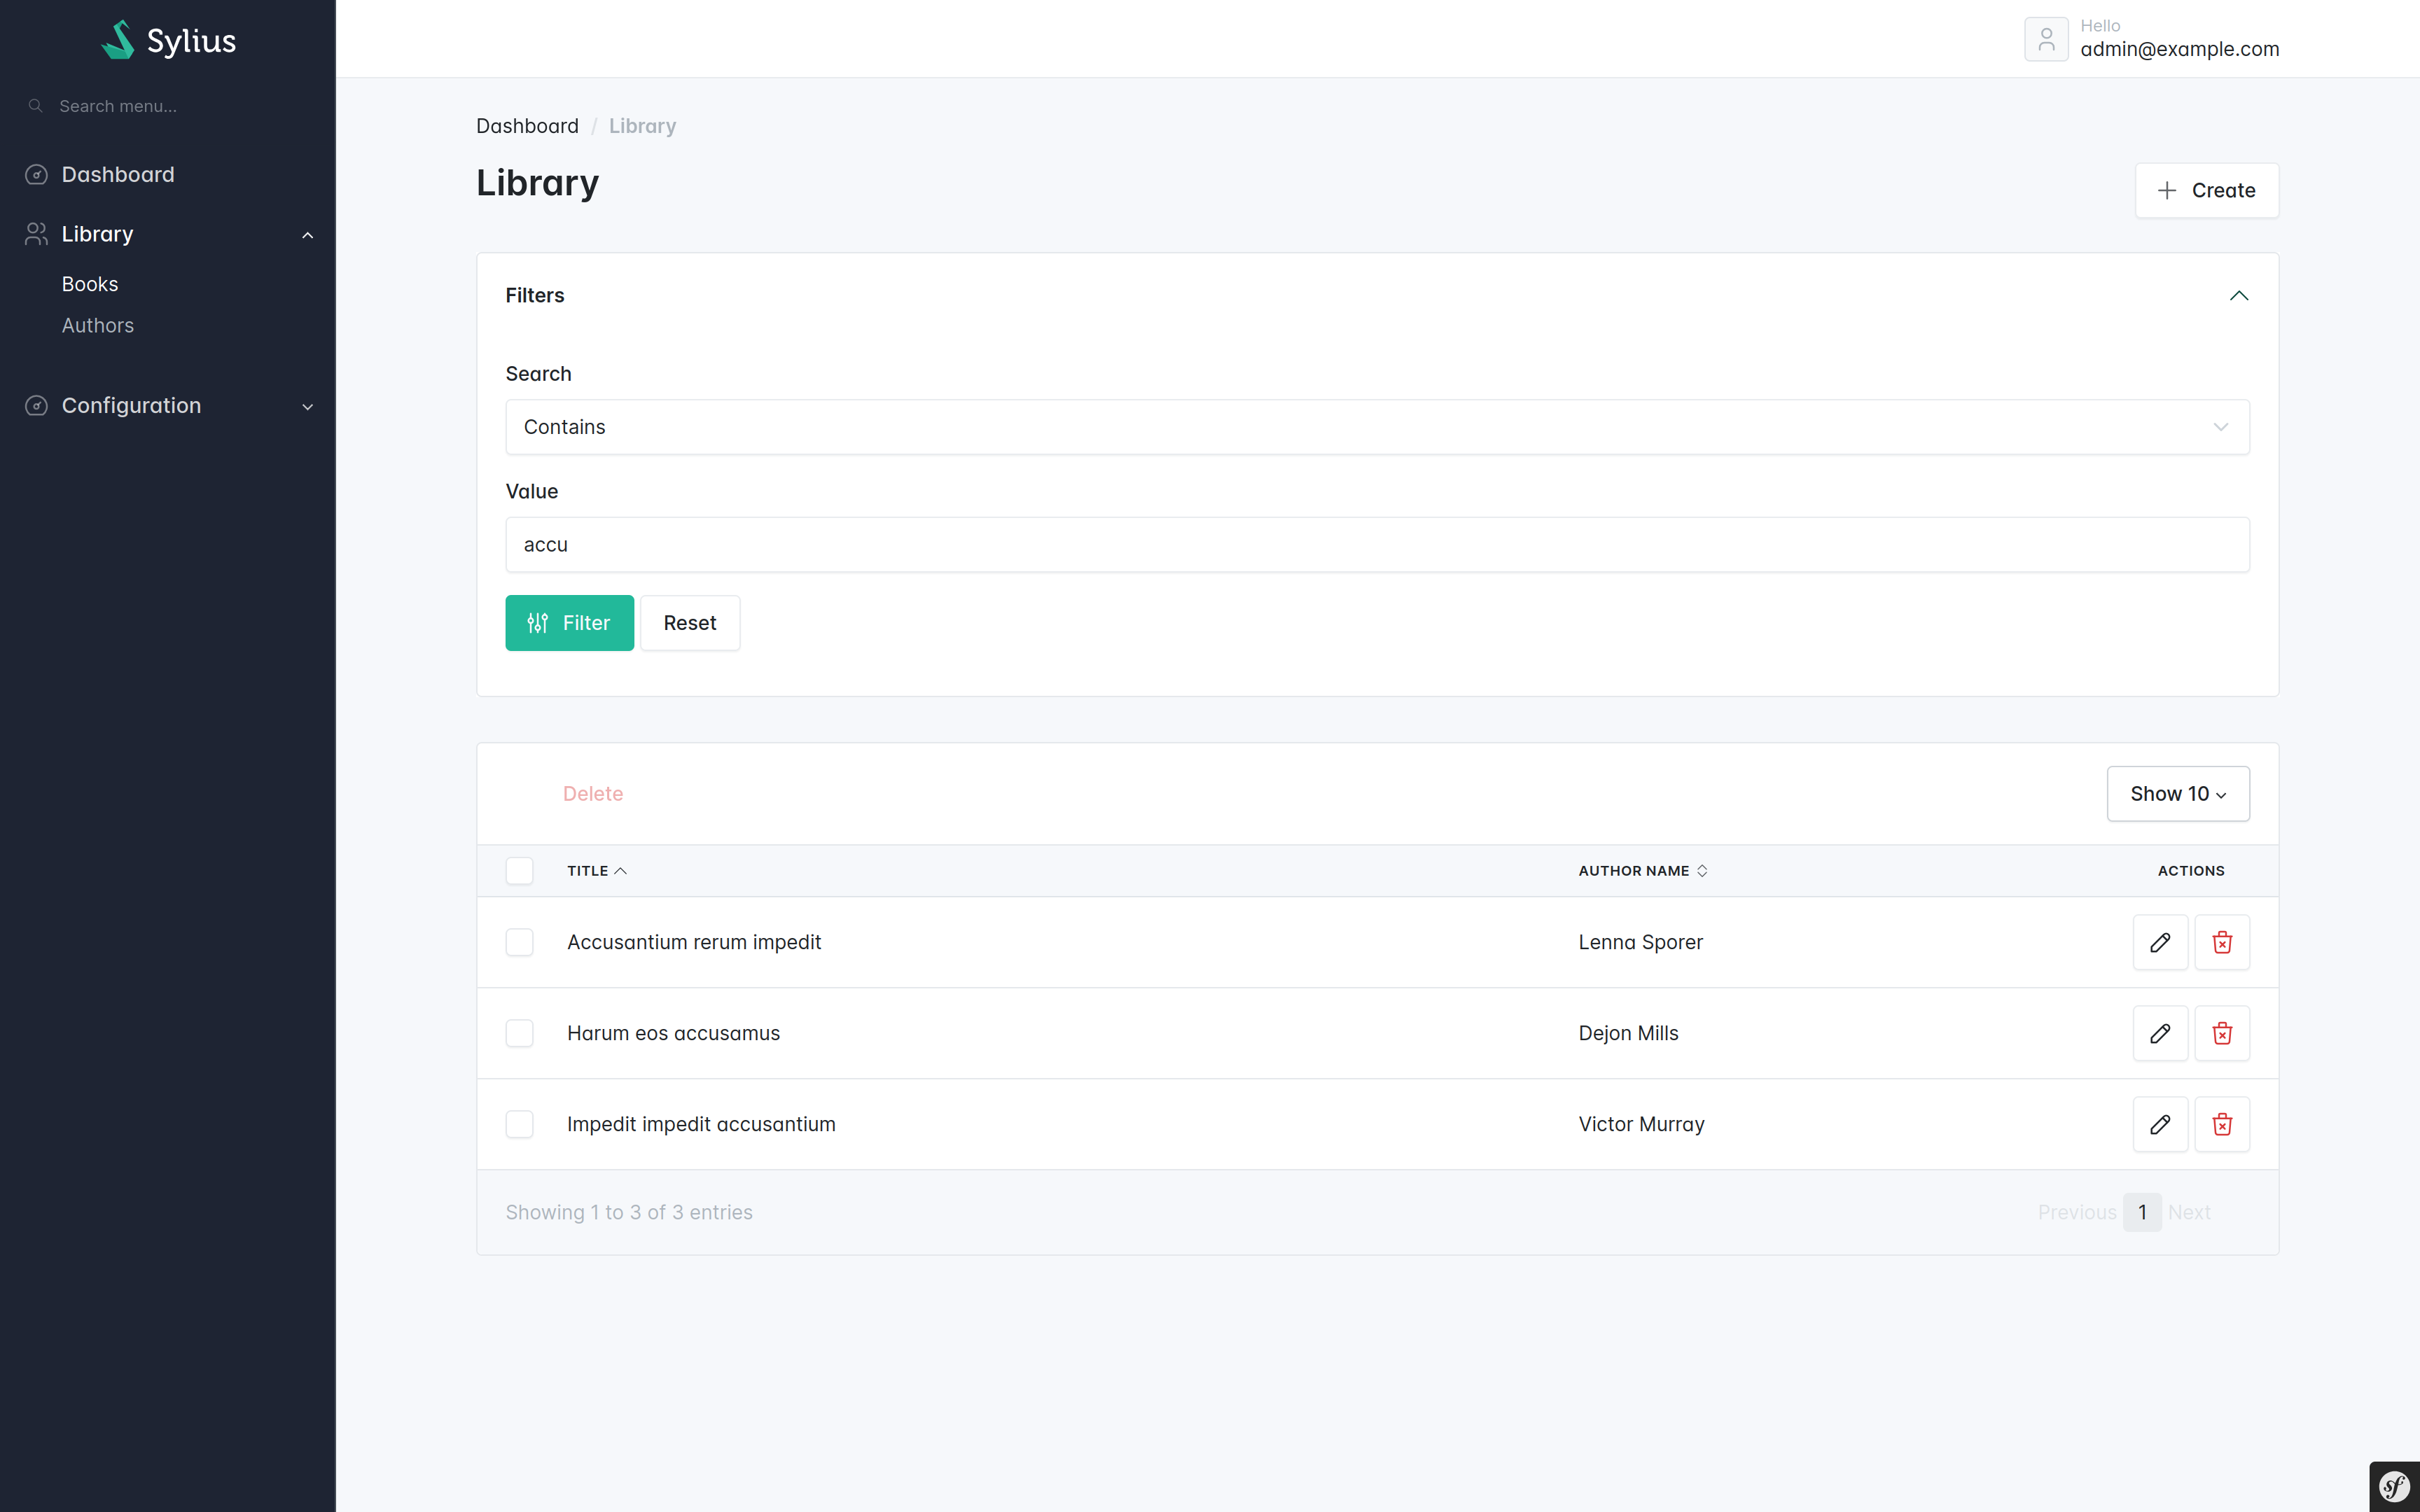 Sylius
Hello
admin@example.com
Search menu...
Dashboard
Library
Books
Authors
Configuration
Dashboard / Library
Library
Create
Filters
Search
Contains
Value
accu
Filter
Reset
Delete
Show 10
TITLE
AUTHOR NAME
ACTIONS
Accusantium rerum impedit
Lenna Sporer
Harum eos accusamus
Dejon Mills
Impedit impedit accusantium
Victor Murray
Showing 1 to 3 of 3 entries
Previous 1 Next
sf